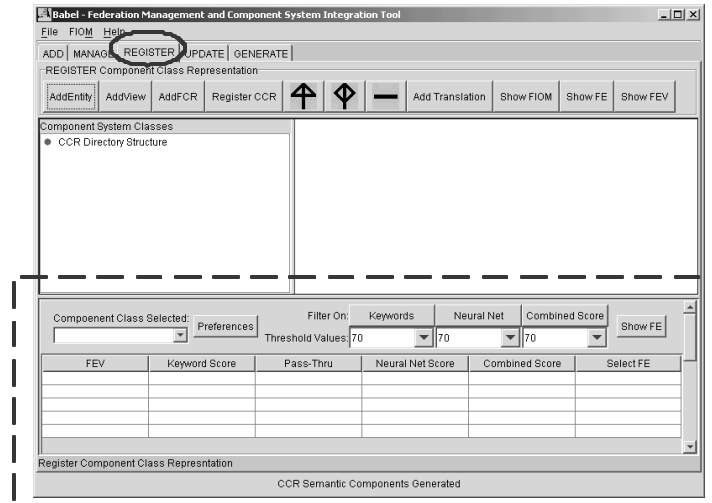 Babel - Federation Management and Component System Integration Tool
File FIOM Help
ADD MANAGE REGISTER UPDATE GENERATE
REGISTER Component Class Representation
AddEntity AddView AddFCR Register CCR Add Translation Show FIOM Show FE Show FEV
Component System Classes
CCR Directory Structure
Compoenent Class Selected: Preferences Filter On: Keywords Neural Net Combined Score Show FE
Threshold Values: 70 70 70
FEV Keyword Score Pass-Thru Neural Net Score Combined Score Select FE
Register Component Class Represntation
CCR Semantic Components Generated